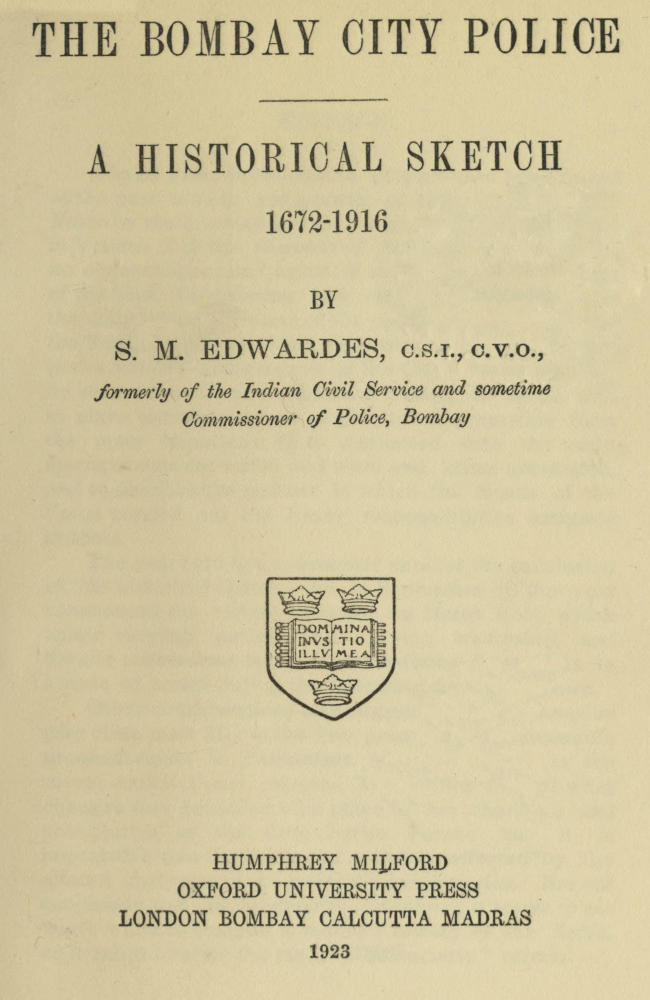 THE BOMBAY CITY POLICE
A HISTORICAL SKETCH
1672-1916
BY
S. M. EDWARDES, C.S.I., C.V.O.,
formerly of the Indian Civil Service and sometime
Commissioner of Police, Bombay
DOM MINA
INVS TIO
ILLV MEA
HUMPHREY MILFORD
OXFORD UNIVERSITY PRESS
LONDON BOMBAY CALCUTTA MADRAS
1923